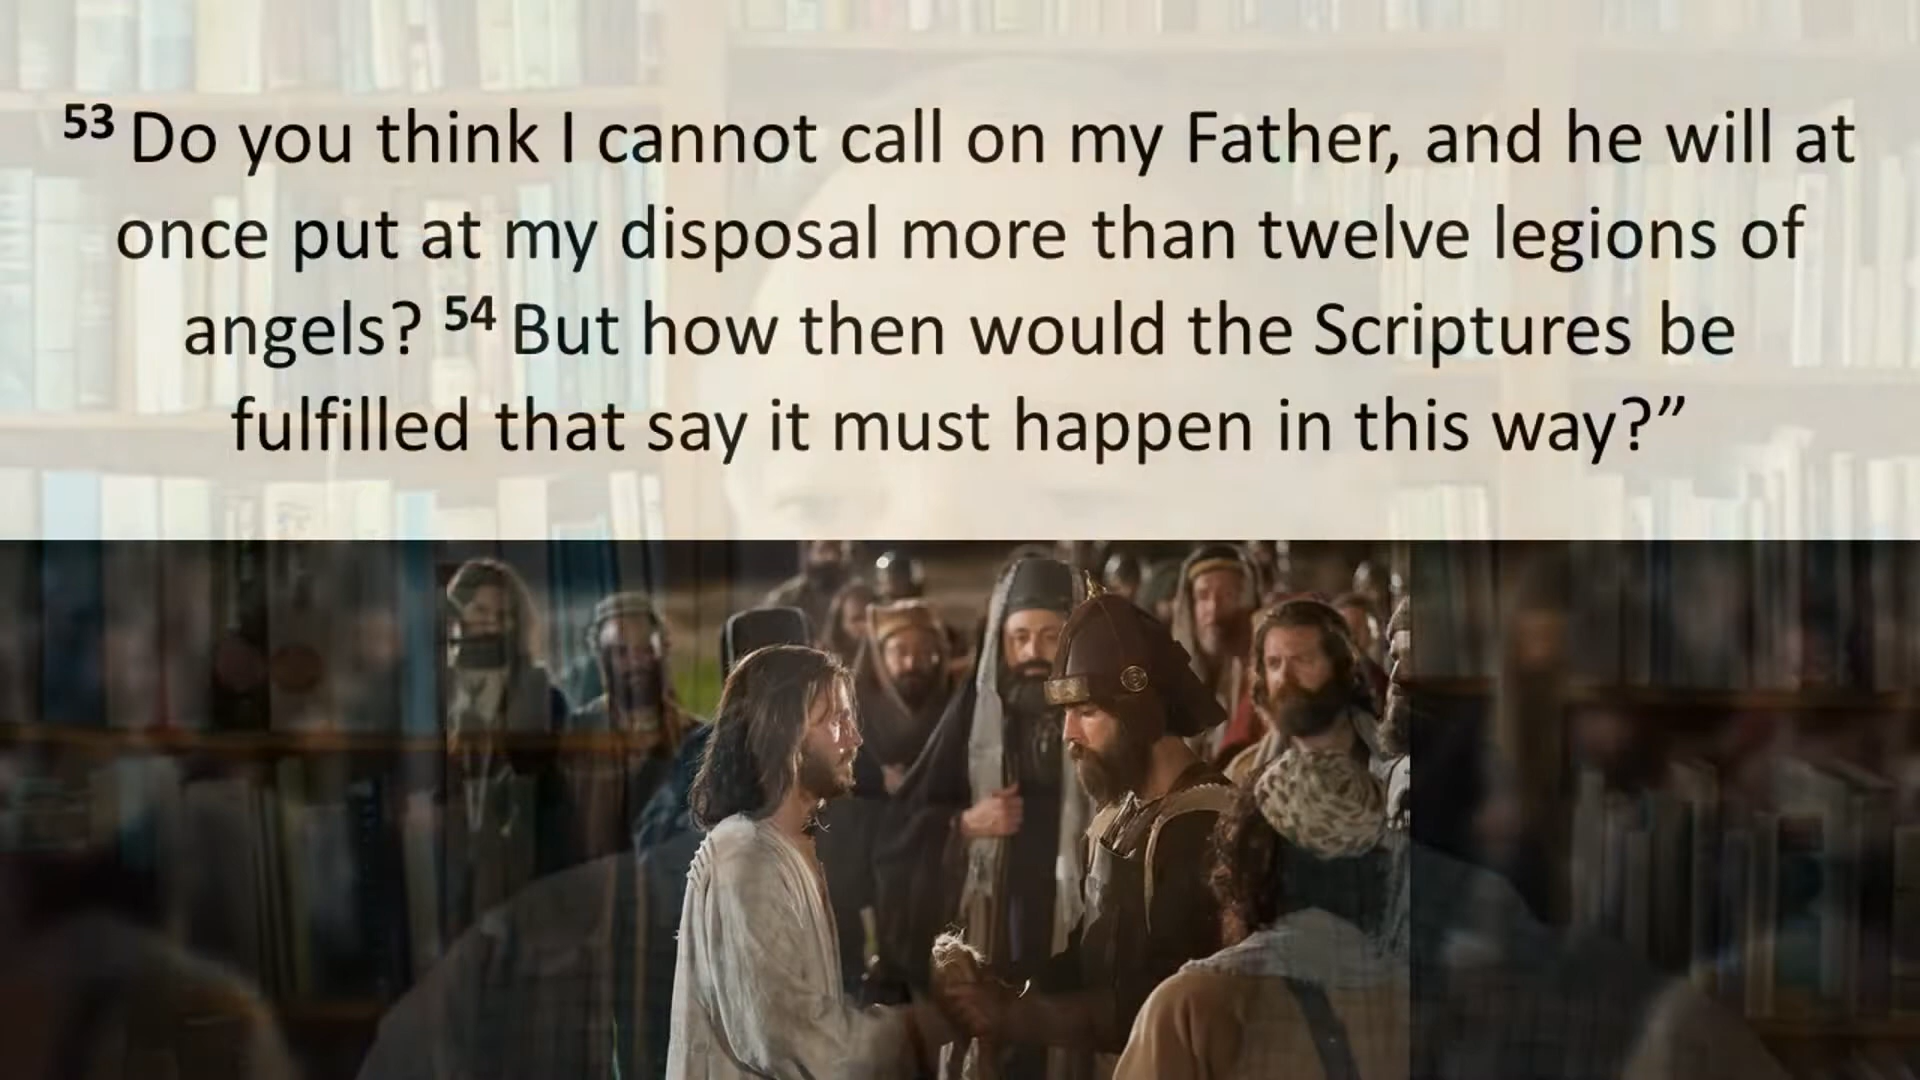 53 Do you think I cannot call on my Father, and he will at
once put at my disposal more than twelve legions of
angels? 54 But how then would the Scriptures be
fulfilled that say it must happen in this way?”